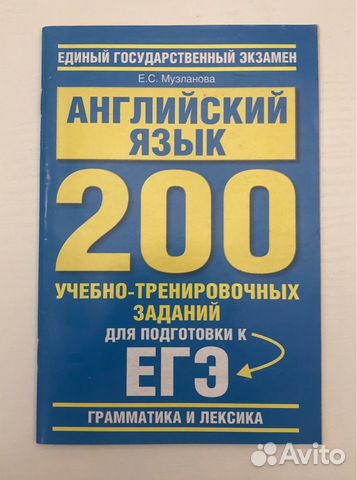 ЕДИНЫЙ ГОСУДАРСТВЕННЫЙ ЭКЗАМЕН
Е.С. Музланова
АНГЛИЙСКИЙ
ЯЗЫК
200
УЧЕБНО-ТРЕНИРОВОЧНЫХ
ЗАДАНИЙ
ДЛЯ ПОДГОТОВКИ К
ЕГЭ
ГРАММАТИКА И ЛЕКСИКА
Avito